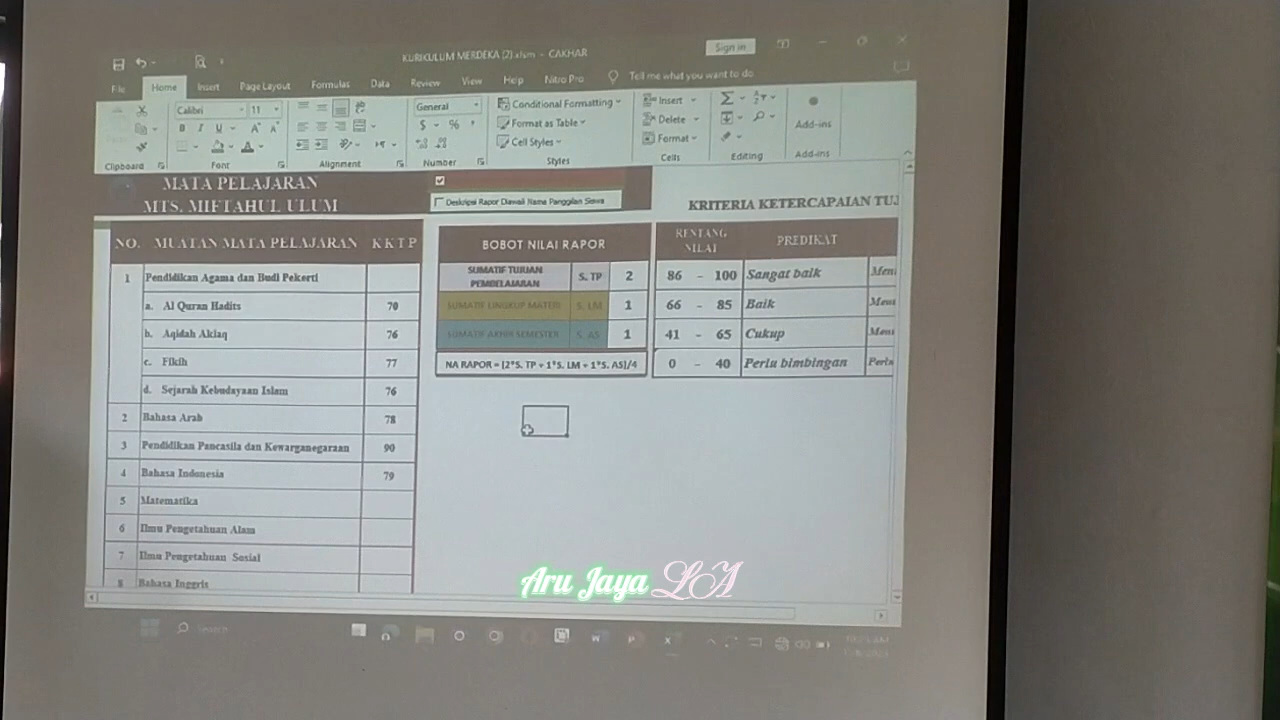 KURIKULUM MERDEKA (2).xlsm - CAKHAR
Sign in
File Home Insert Page Layout Formulas Data Review View Help Nitro Pro Tell me what you want to do
Calibri 11
General
Conditional Formatting
Format as Table
Cell Styles
Insert
Delete
Format
Add-ins
Clipboard Font Alignment Number Styles Cells Editing Add-ins
MATA PELAJARAN
MTS. MIFTAHUL ULUM
Deskripsi Rapor Diawali Nama Panggilan Siswa
KRITERIA KETERCAPAIAN TUJ
NO. MUATAN MATA PELAJARAN KKTP
1 Pendidikan Agama dan Budi Pekerti
a. Al Quran Hadits 70
b. Aqidah Aklaq 76
c. Fikih 77
d. Sejarah Kebudayaan Islam 76
2 Bahasa Arab 78
3 Pendidikan Pancasila dan Kewarganegaraan 90
4 Bahasa Indonesia 79
5 Matematika
6 Ilmu Pengetahuan Alam
7 Ilmu Pengetahuan Sosial
8 Bahasa Inggris
BOBOT NILAI RAPOR
SUMATIF TUJUAN PEMBELAJARAN S. TP 2
SUMATIF LINGKUP MATERI S. LM 1
SUMATIF AKHIR SEMESTER S. AS 1
NA RAPOR = (2*S. TP + 1*S. LM + 1*S. AS)/4
RENTANG NILAI PREDIKAT
86 - 100 Sangat baik
66 - 85 Baik
41 - 65 Cukup
0 - 40 Perlu bimbingan
Aru Jaya LA
Search